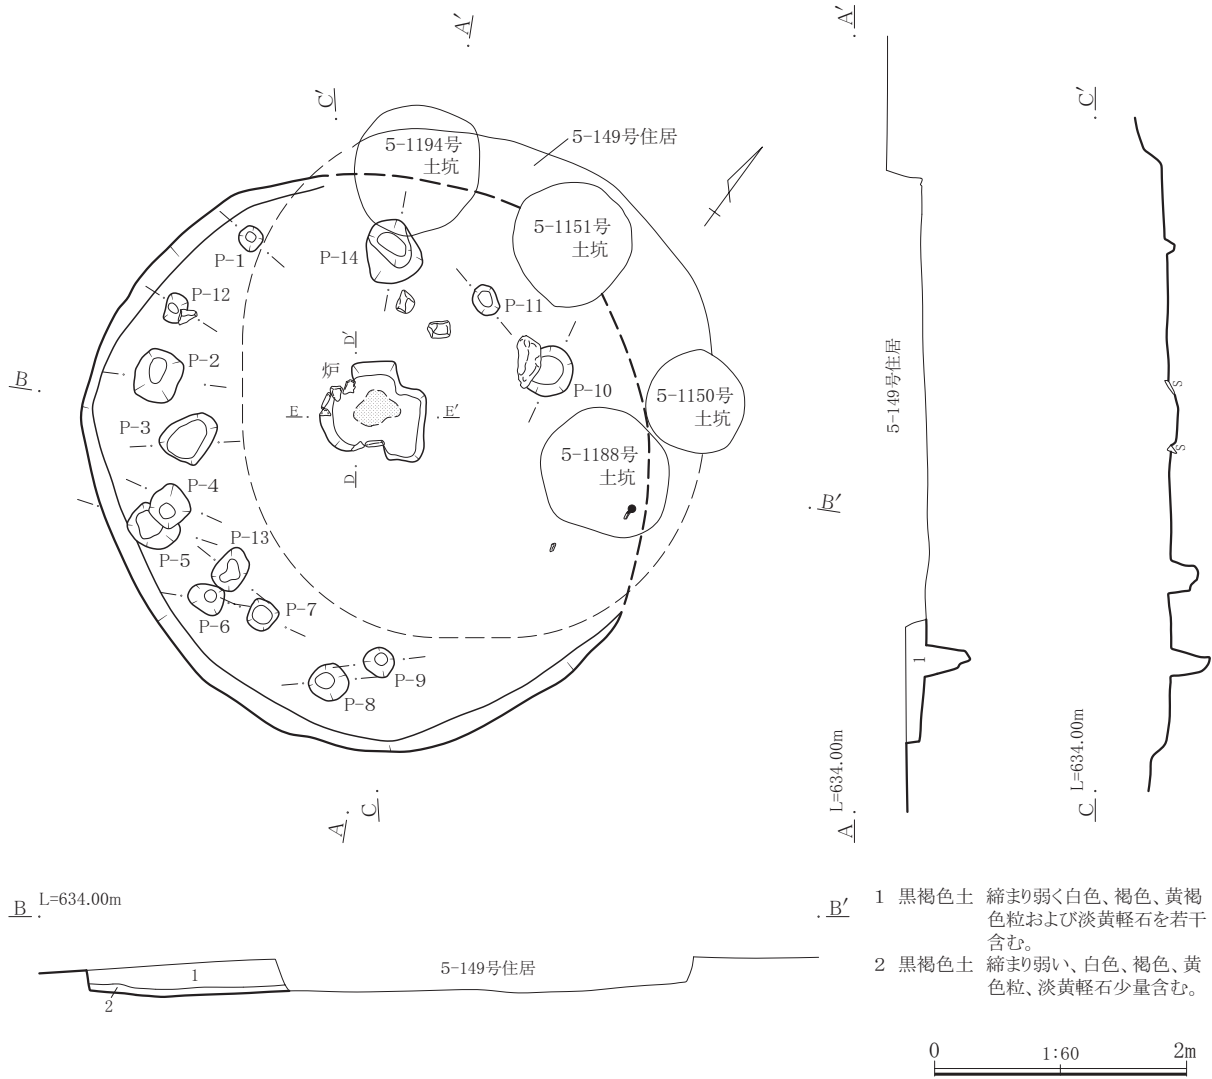 A′
A′
C′
C′
5-149号住居
5-1194号
土坑
5-1151号
土坑
P-1
P-14
P-12
P-11
D′
炉
P-2
P-10
B
E
E′
5-1150号
土坑
P-3
5-1188号
土坑
D
P-4
B′
P-5
P-13
P-6
P-7
P-9
P-8
A
C
5-149号住居
1
L=634.00m
A
S
S
L=634.00m
C
B
L=634.00m
B′
1
2
5-149号住居
1 黒褐色土 締まり弱く白色、褐色、黄褐
色粒および淡黄軽石を若干
含む。
2 黒褐色土 締まり弱い、白色、褐色、黄
色粒、淡黄軽石少量含む。
0 1:60 2m